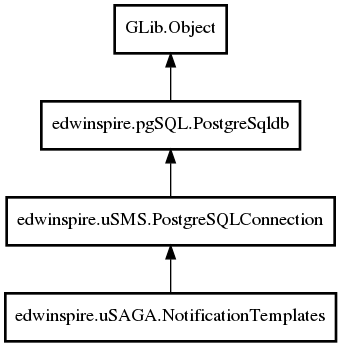 GLib.Object
edwinspire.pgSQL.PostgreSqldb
edwinspire.uSMS.PostgreSQLConnection
edwinspire.uSAGA.NotificationTemplates